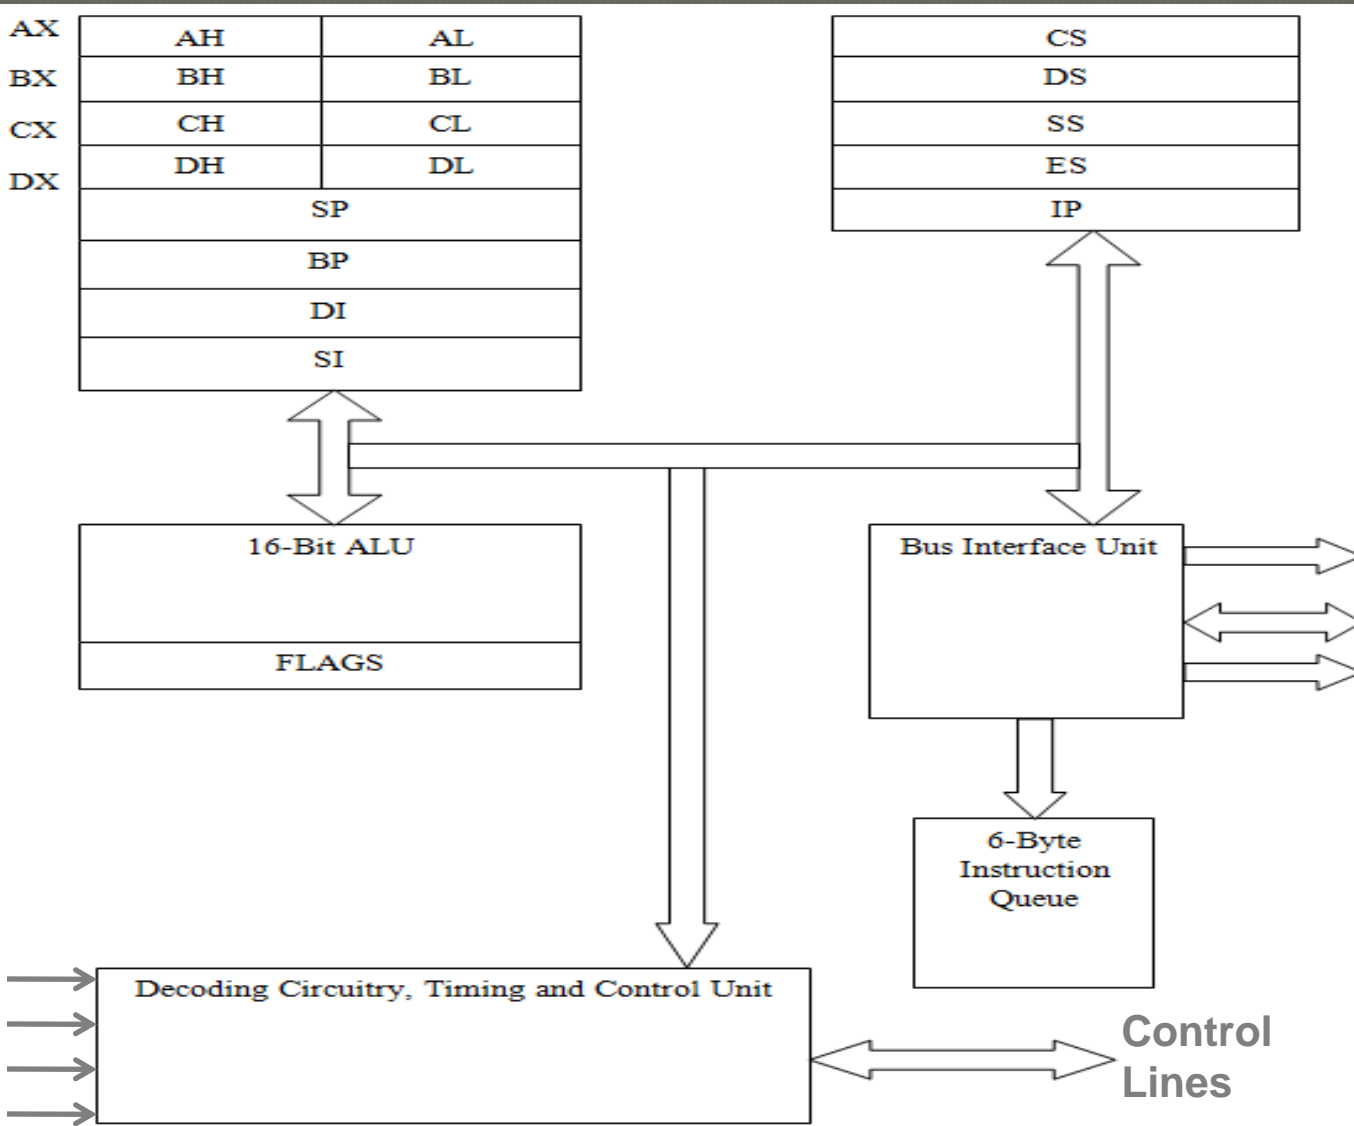 AX
AH
AL
BX
BH
BL
CX
CH
CL
DX
DH
DL
SP
BP
DI
SI
CS
DS
SS
ES
IP
16-Bit ALU
FLAGS
Bus Interface Unit
6-Byte
Instruction
Queue
Decoding Circuitry, Timing and Control Unit
Control
Lines